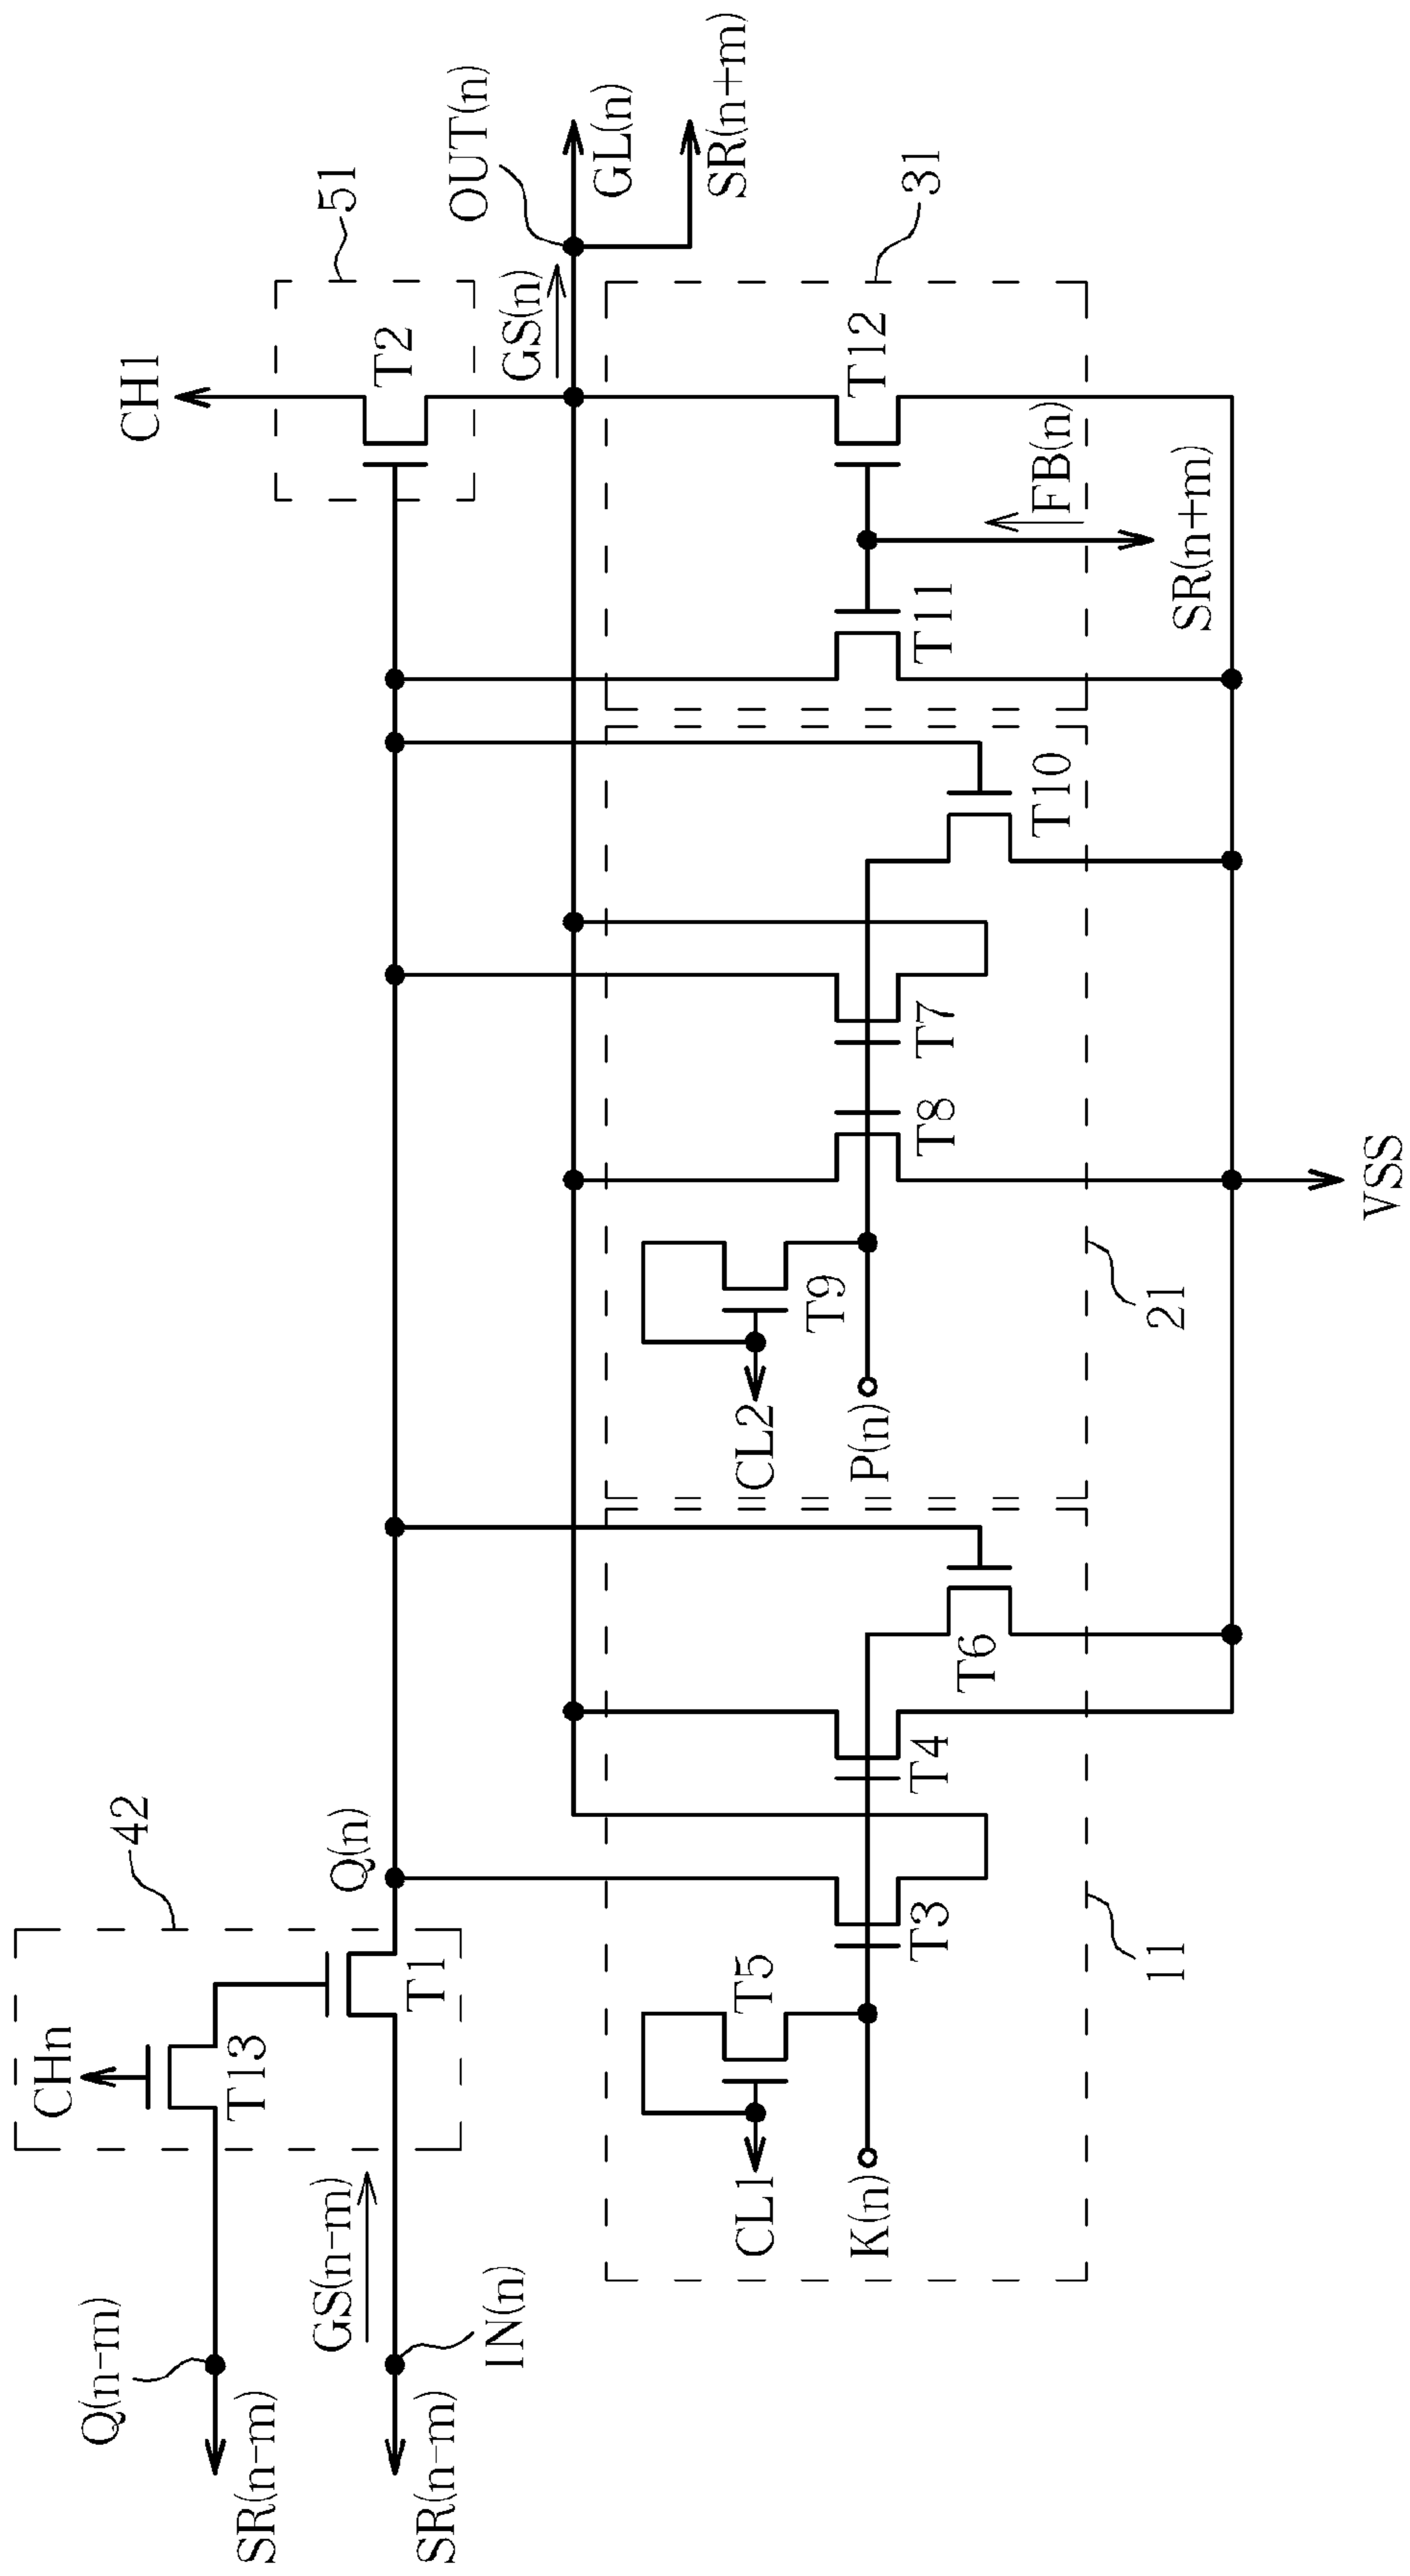 Q(n-m)
SR(n-m)
CHn
T13
42
GS(n-m)
IN(n)
SR(n-m)
T1
Q(n)
CH1
T2
51
OUT(n)
GS(n)
GL(n)
SR(n+m)
CL1
T5
K(n)
T3
T4
T6
11
CL2
T9
P(n)
T8
T7
T10
21
T11
T12
FB(n)
SR(n+m)
31
VSS